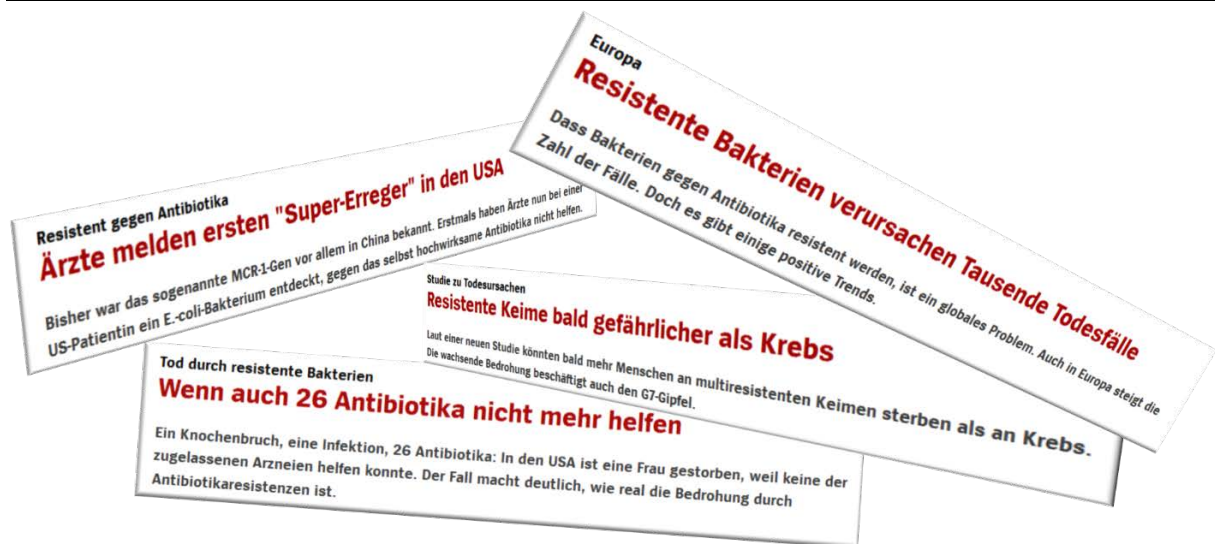 Europa
Resistente Bakterien verursachen Tausende Todesfälle
Dass Bakterien gegen Antibiotika resistent werden, ist ein globales Problem. Auch in Europa steigt die
Zahl der Fälle. Doch es gibt einige positive Trends.
Resistent gegen Antibiotika
Ärzte melden ersten "Super-Erreger" in den USA
Bisher war das sogenannte MCR-1-Gen vor allem in China bekannt. Erstmals haben Ärzte nun bei einer
US-Patientin ein E.-coli-Bakterium entdeckt, gegen das selbst hochwirksame Antibiotika nicht helfen.
Studie zu Todesursachen
Resistente Keime bald gefährlicher als Krebs
Laut einer neuen Studie könnten bald mehr Menschen an multiresistenten Keimen sterben als an Krebs.
Die wachsende Bedrohung beschäftigt auch den G7-Gipfel.
Tod durch resistente Bakterien
Wenn auch 26 Antibiotika nicht mehr helfen
Ein Knochenbruch, eine Infektion, 26 Antibiotika: In den USA ist eine Frau gestorben, weil keine der
zugelassenen Arzneien helfen konnte. Der Fall macht deutlich, wie real die Bedrohung durch
Antibiotikaresistenzen ist.